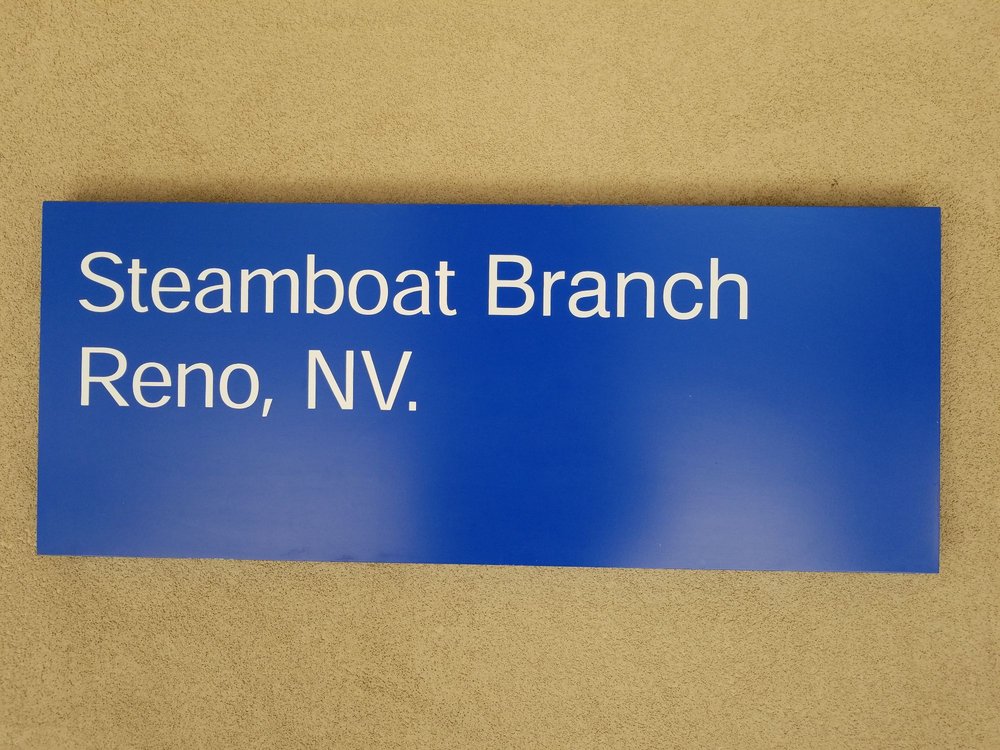 Steamboat Branch
Reno, NV.